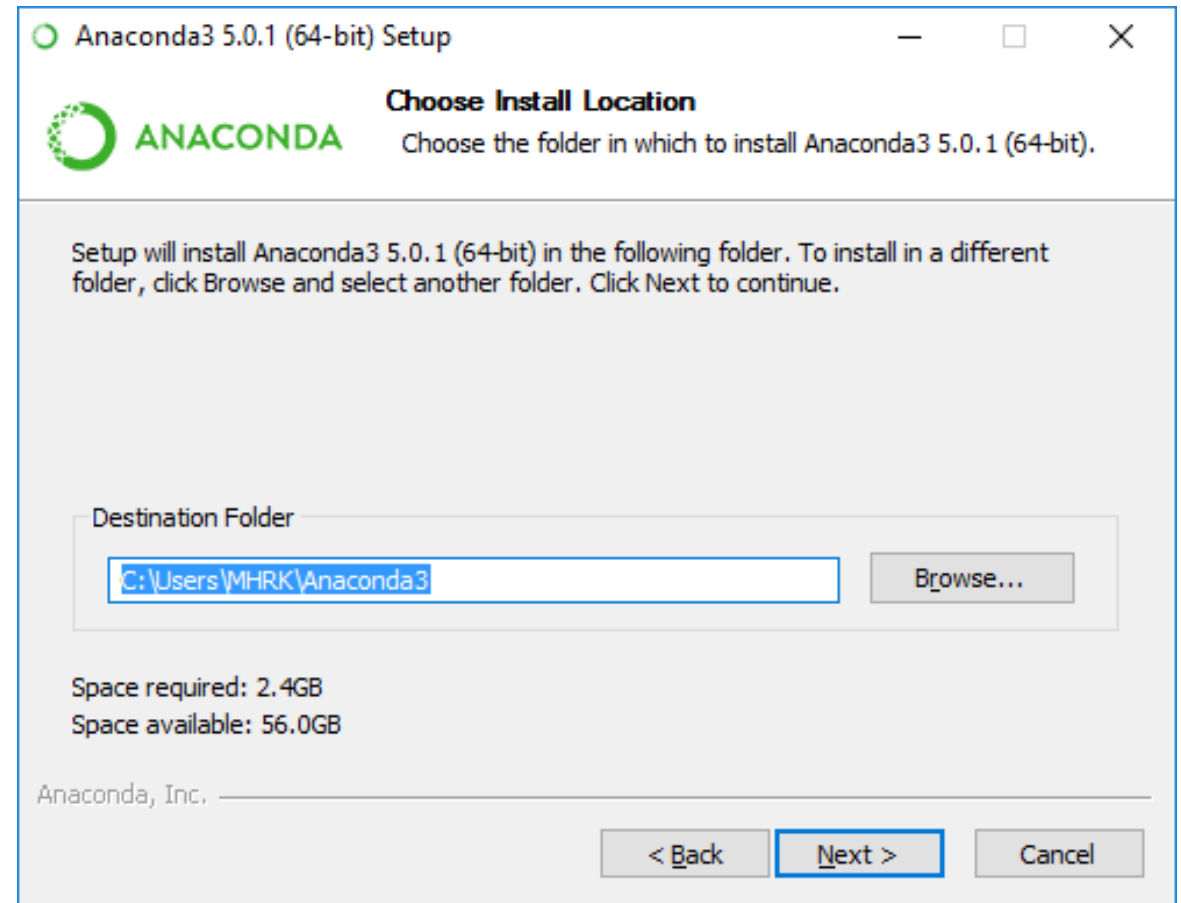 Anaconda3 5.0.1 (64-bit) Setup
ANACONDA
Choose Install Location
Choose the folder in which to install Anaconda3 5.0.1 (64-bit).
Setup will install Anaconda3 5.0.1 (64-bit) in the following folder. To install in a different
folder, click Browse and select another folder. Click Next to continue.
Destination Folder
C:\Users\MHRK\Anaconda3
Browse...
Space required: 2.4GB
Space available: 56.0GB
Anaconda, Inc.
< Back
Next >
Cancel